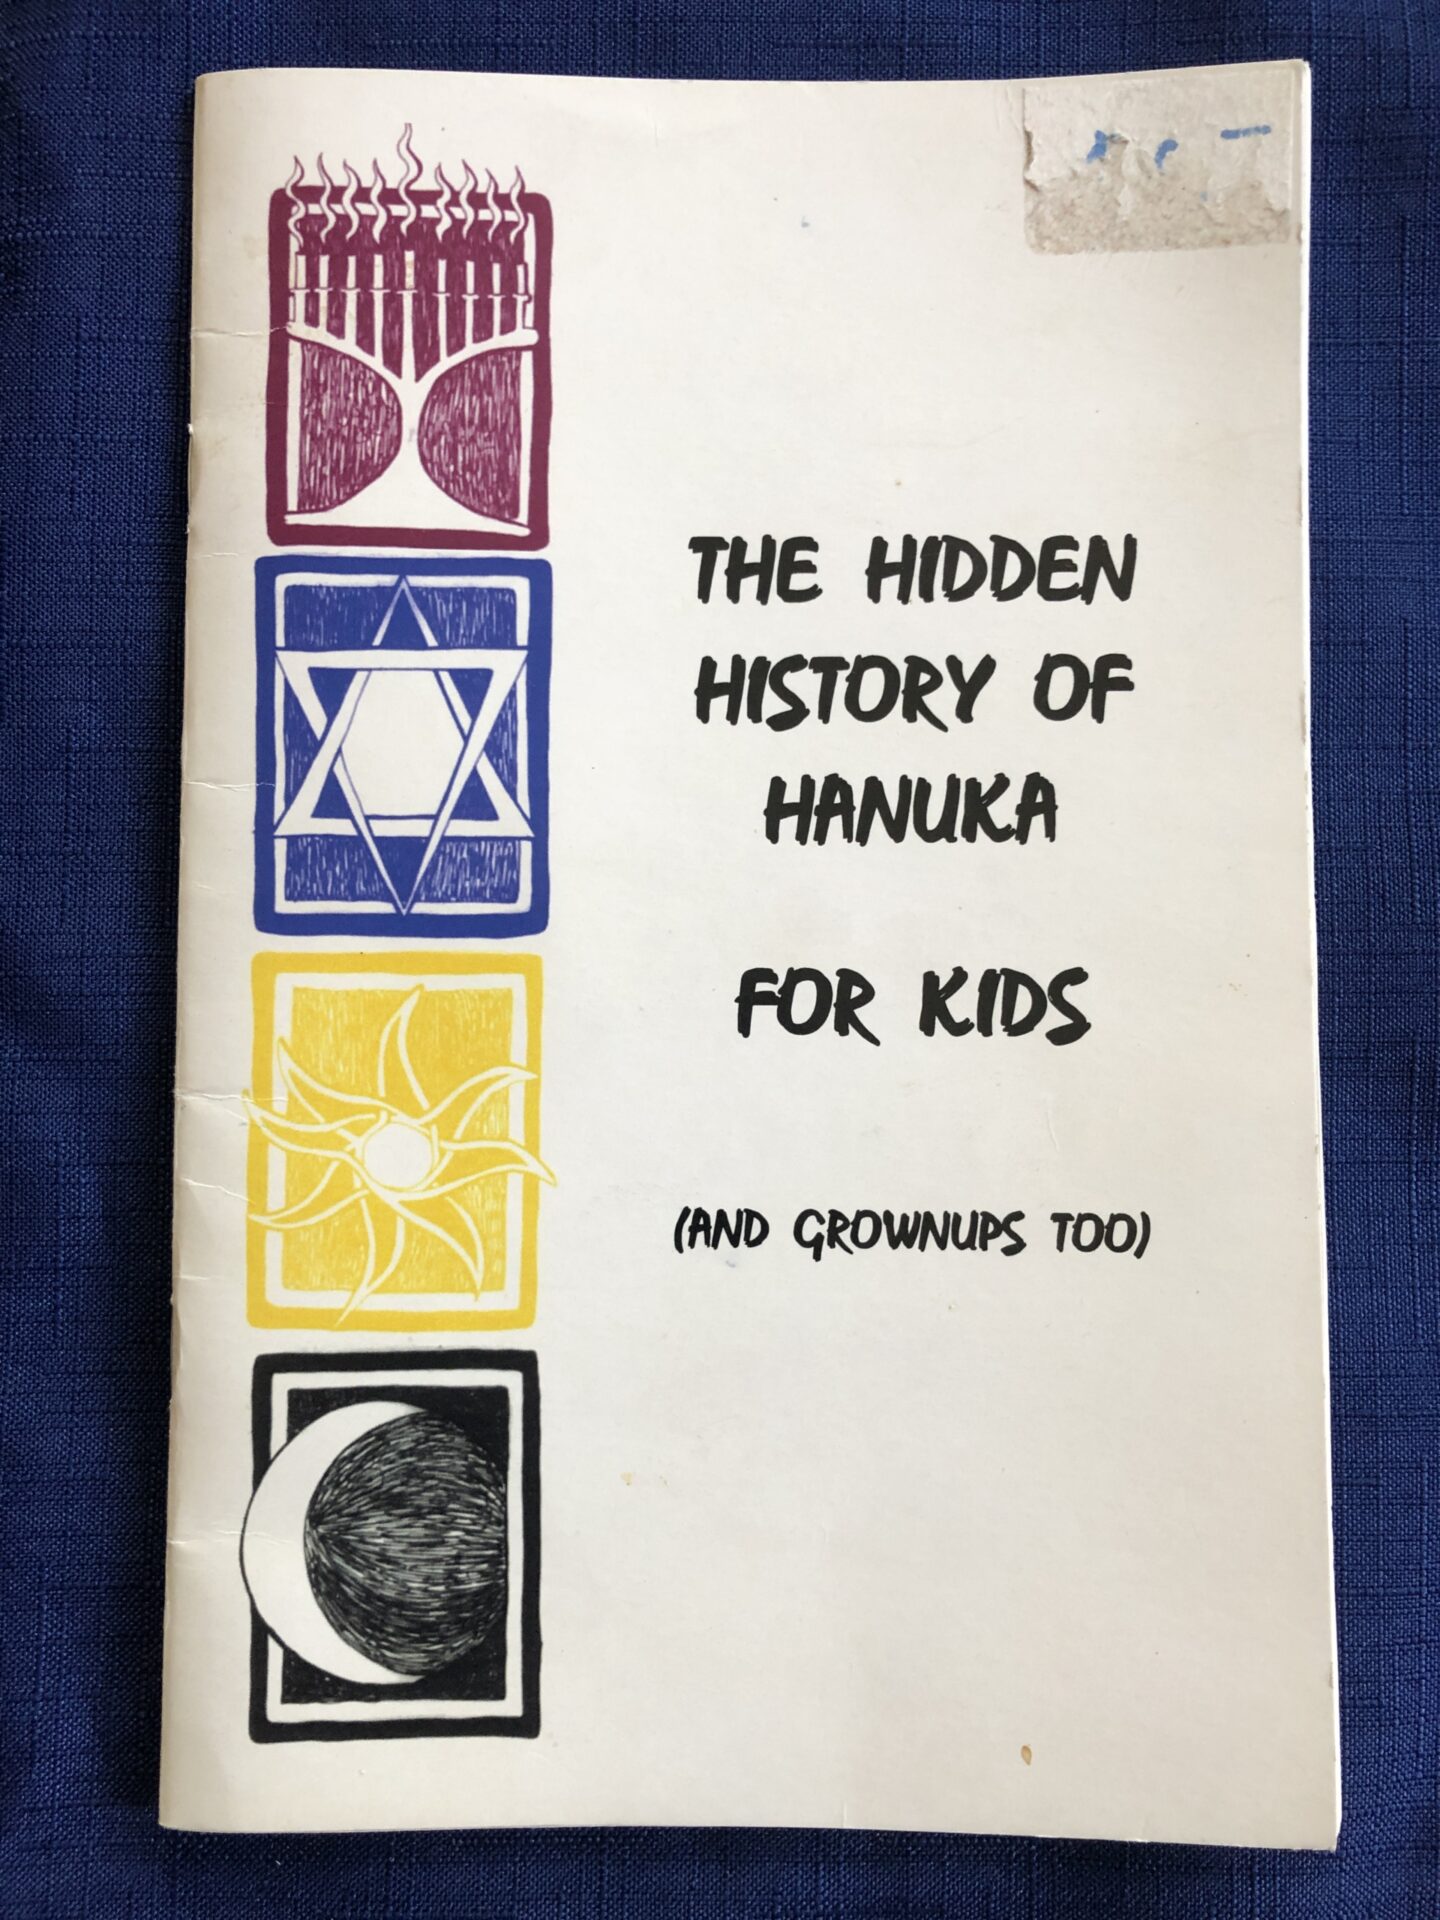 THE HIDDEN
HISTORY OF
HANUKA
FOR KIDS
(AND GROWNUPS TOO)